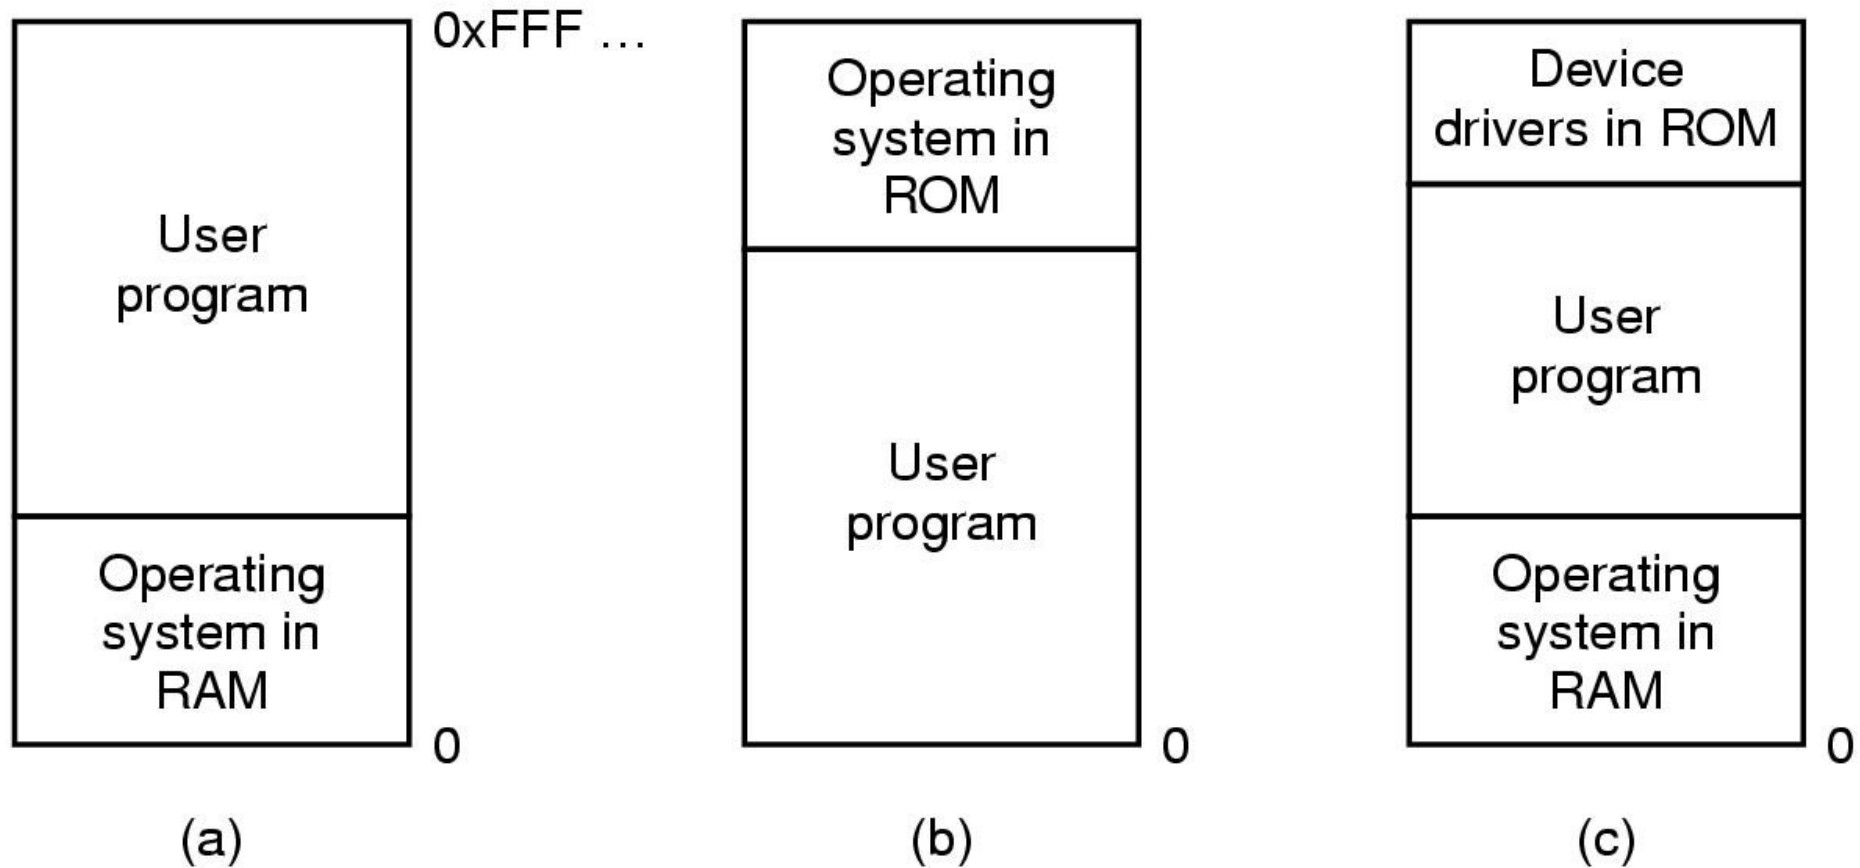 0xFFF ...
User
program
Operating
system in
RAM
0
(a)
Operating
system in
ROM
User
program
0
(b)
Device
drivers in ROM
User
program
Operating
system in
RAM
0
(c)